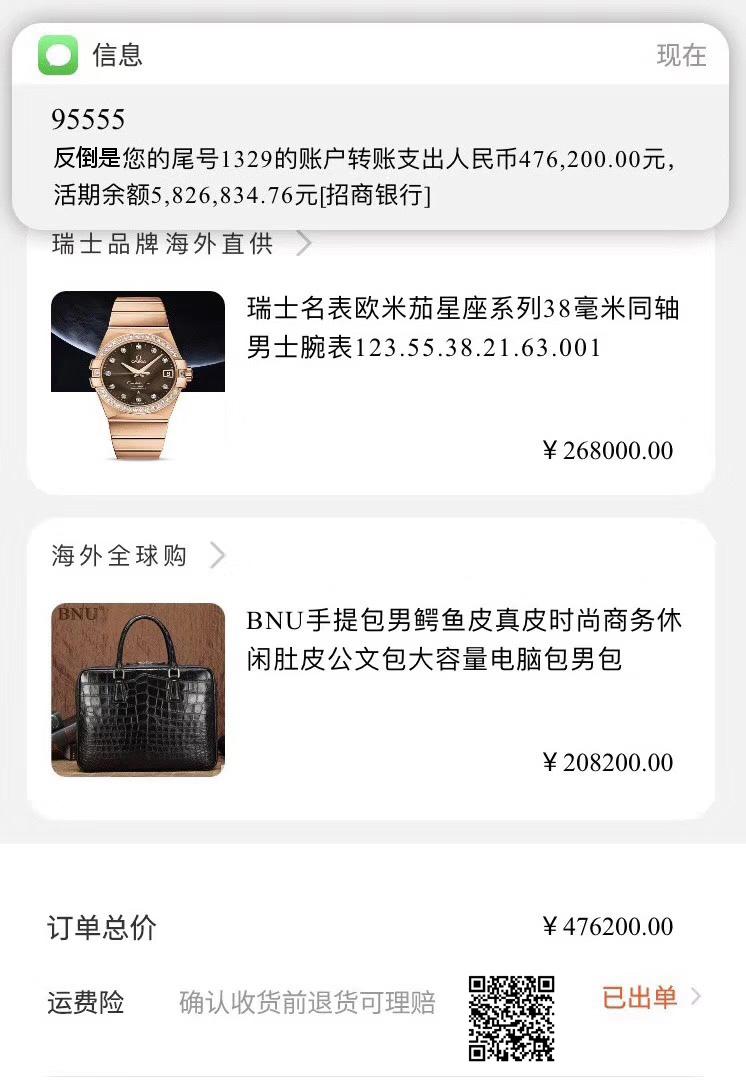 信息
现在
95555
反倒是您的尾号1329的账户转账支出人民币476,200.00元,
活期余额5,826,834.76元[招商银行]
瑞士品牌海外直供
瑞士名表欧米茄星座系列38毫米同轴
男士腕表123.55.38.21.63.001
￥268000.00
海外全球购
BNU
BNU手提包男鳄鱼皮真皮时尚商务休
闲肚皮公文包大容量电脑包男包
￥208200.00
订单总价
￥476200.00
运费险
确认收货前退货可理赔
已出单